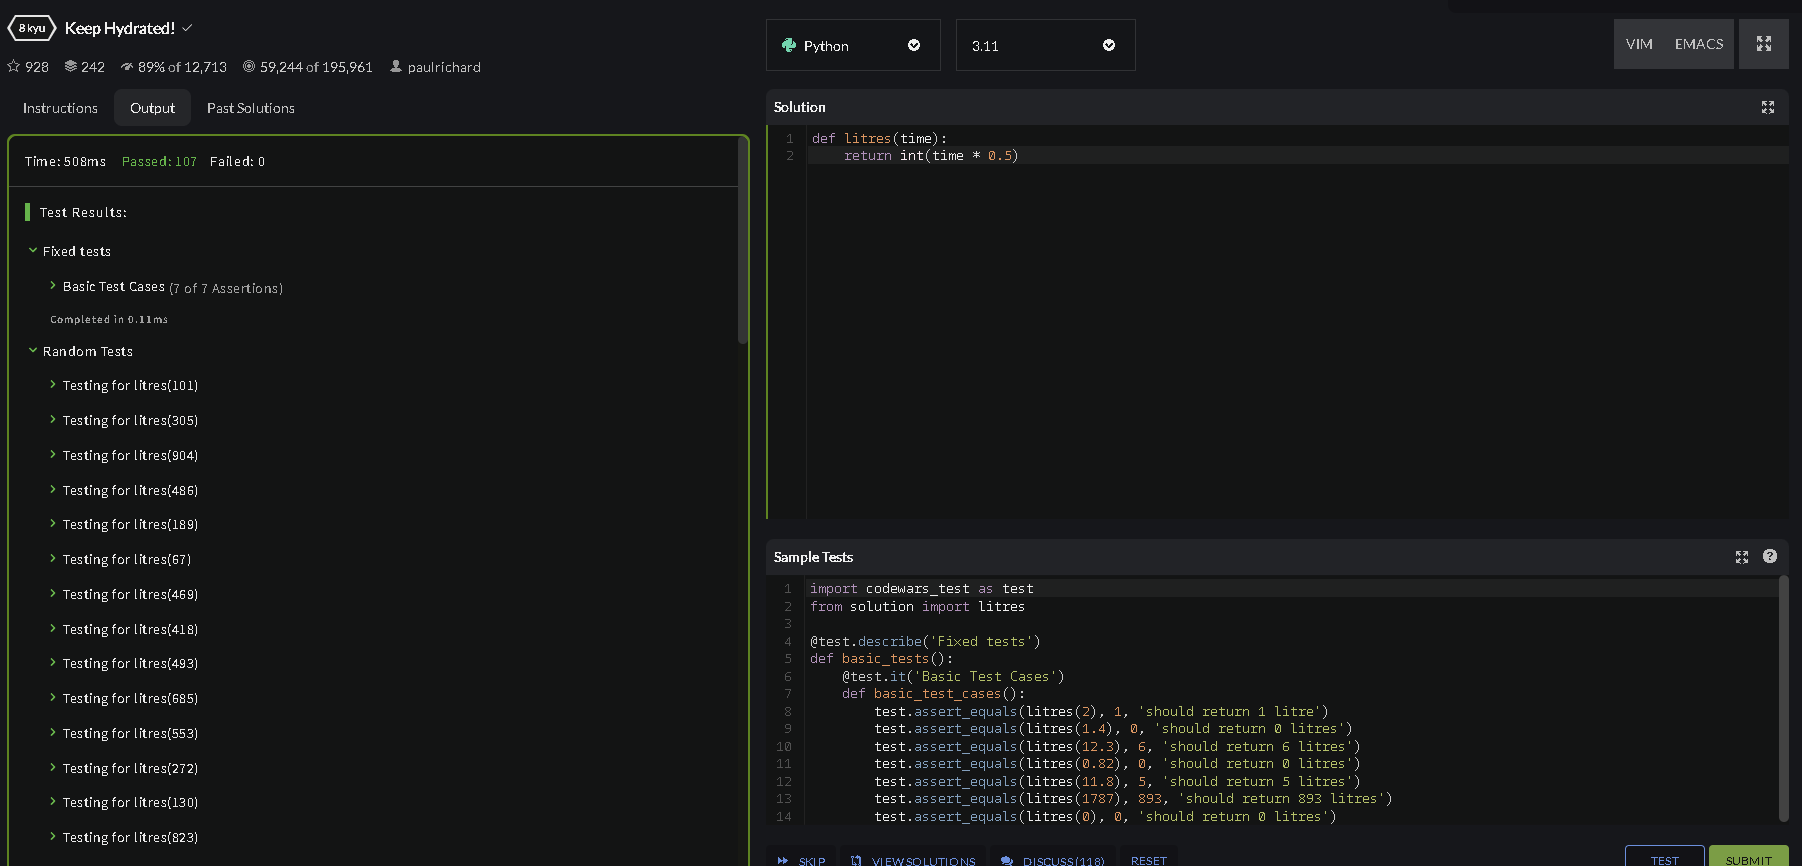 8 kyu Keep Hydrated!
928 242 89% of 12,713 59,244 of 195,961 paulrichard
Instructions Output Past Solutions
Time: 508ms Passed: 107 Failed: 0
Test Results:
Fixed tests
Basic Test Cases (7 of 7 Assertions)
Completed in 0.11ms
Random Tests
Testing for litres(101)
Testing for litres(305)
Testing for litres(904)
Testing for litres(486)
Testing for litres(189)
Testing for litres(67)
Testing for litres(469)
Testing for litres(418)
Testing for litres(493)
Testing for litres(685)
Testing for litres(553)
Testing for litres(272)
Testing for litres(130)
Testing for litres(823)
Python 3.11 VIM EMACS
Solution
1 def litres(time):
2     return int(time * 0.5)
Sample Tests
1 import codewars_test as test
2 from solution import litres
3
4 @test.describe('Fixed tests')
5 def basic_tests():
6     @test.it('Basic Test Cases')
7     def basic_test_cases():
8         test.assert_equals(litres(2), 1, 'should return 1 litre')
9         test.assert_equals(litres(1.4), 0, 'should return 0 litres')
10         test.assert_equals(litres(12.3), 6, 'should return 6 litres')
11         test.assert_equals(litres(0.82), 0, 'should return 0 litres')
12         test.assert_equals(litres(11.8), 5, 'should return 5 litres')
13         test.assert_equals(litres(1787), 893, 'should return 893 litres')
14         test.assert_equals(litres(0), 0, 'should return 0 litres')
SKIP VIEW SOLUTIONS DISCUSS (118) RESET TEST SUBMIT